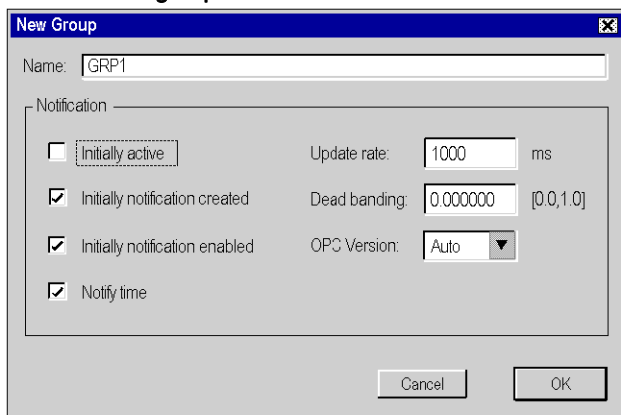 New Group
Name: GRP1
Notification
Initially active Update rate: 1000 ms
Initially notification created Dead banding: 0.000000 [0.0,1.0]
Initially notification enabled OPC Version: Auto
Notify time
Cancel OK